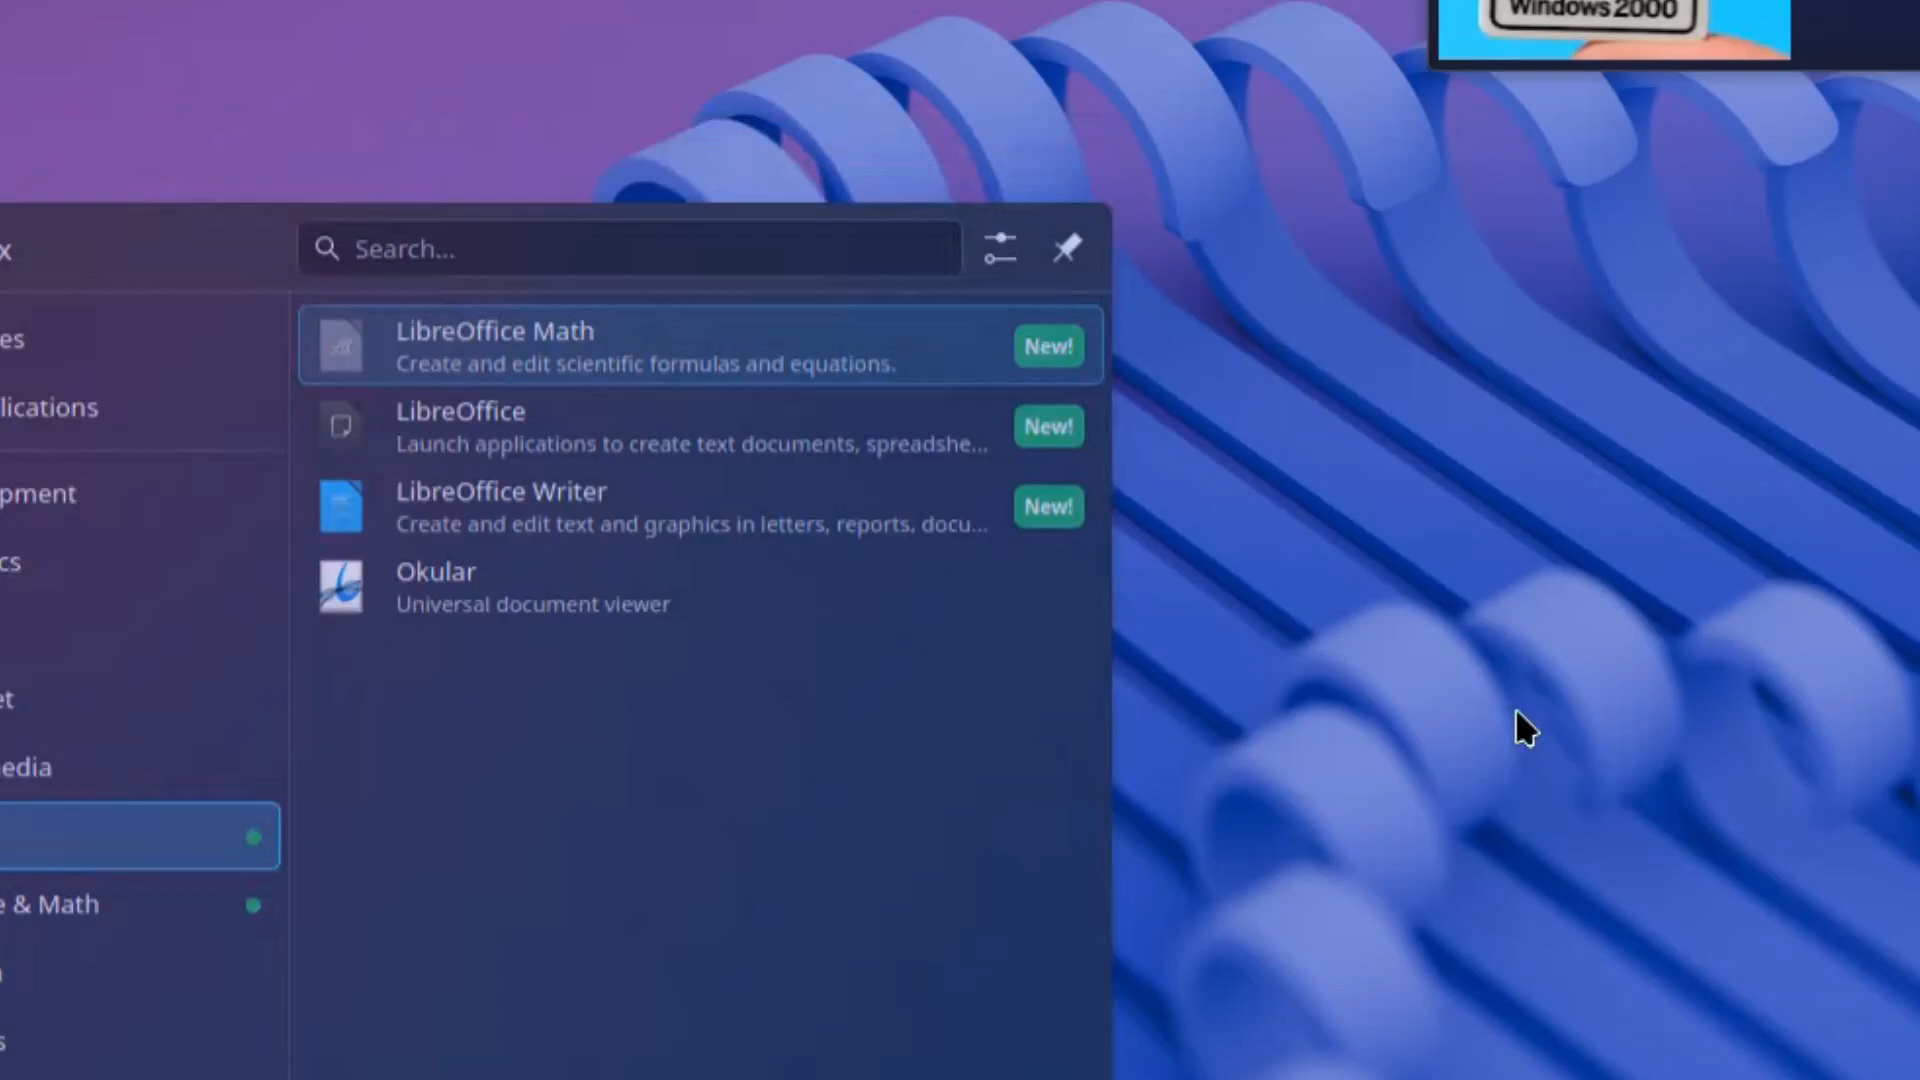 Windows 2000
x
Search...
es
LibreOffice Math
Create and edit scientific formulas and equations.
New!
lications
LibreOffice
Launch applications to create text documents, spreadshe...
New!
pment
LibreOffice Writer
Create and edit text and graphics in letters, reports, docu...
New!
cs
Okular
Universal document viewer
et
edia
e & Math
s